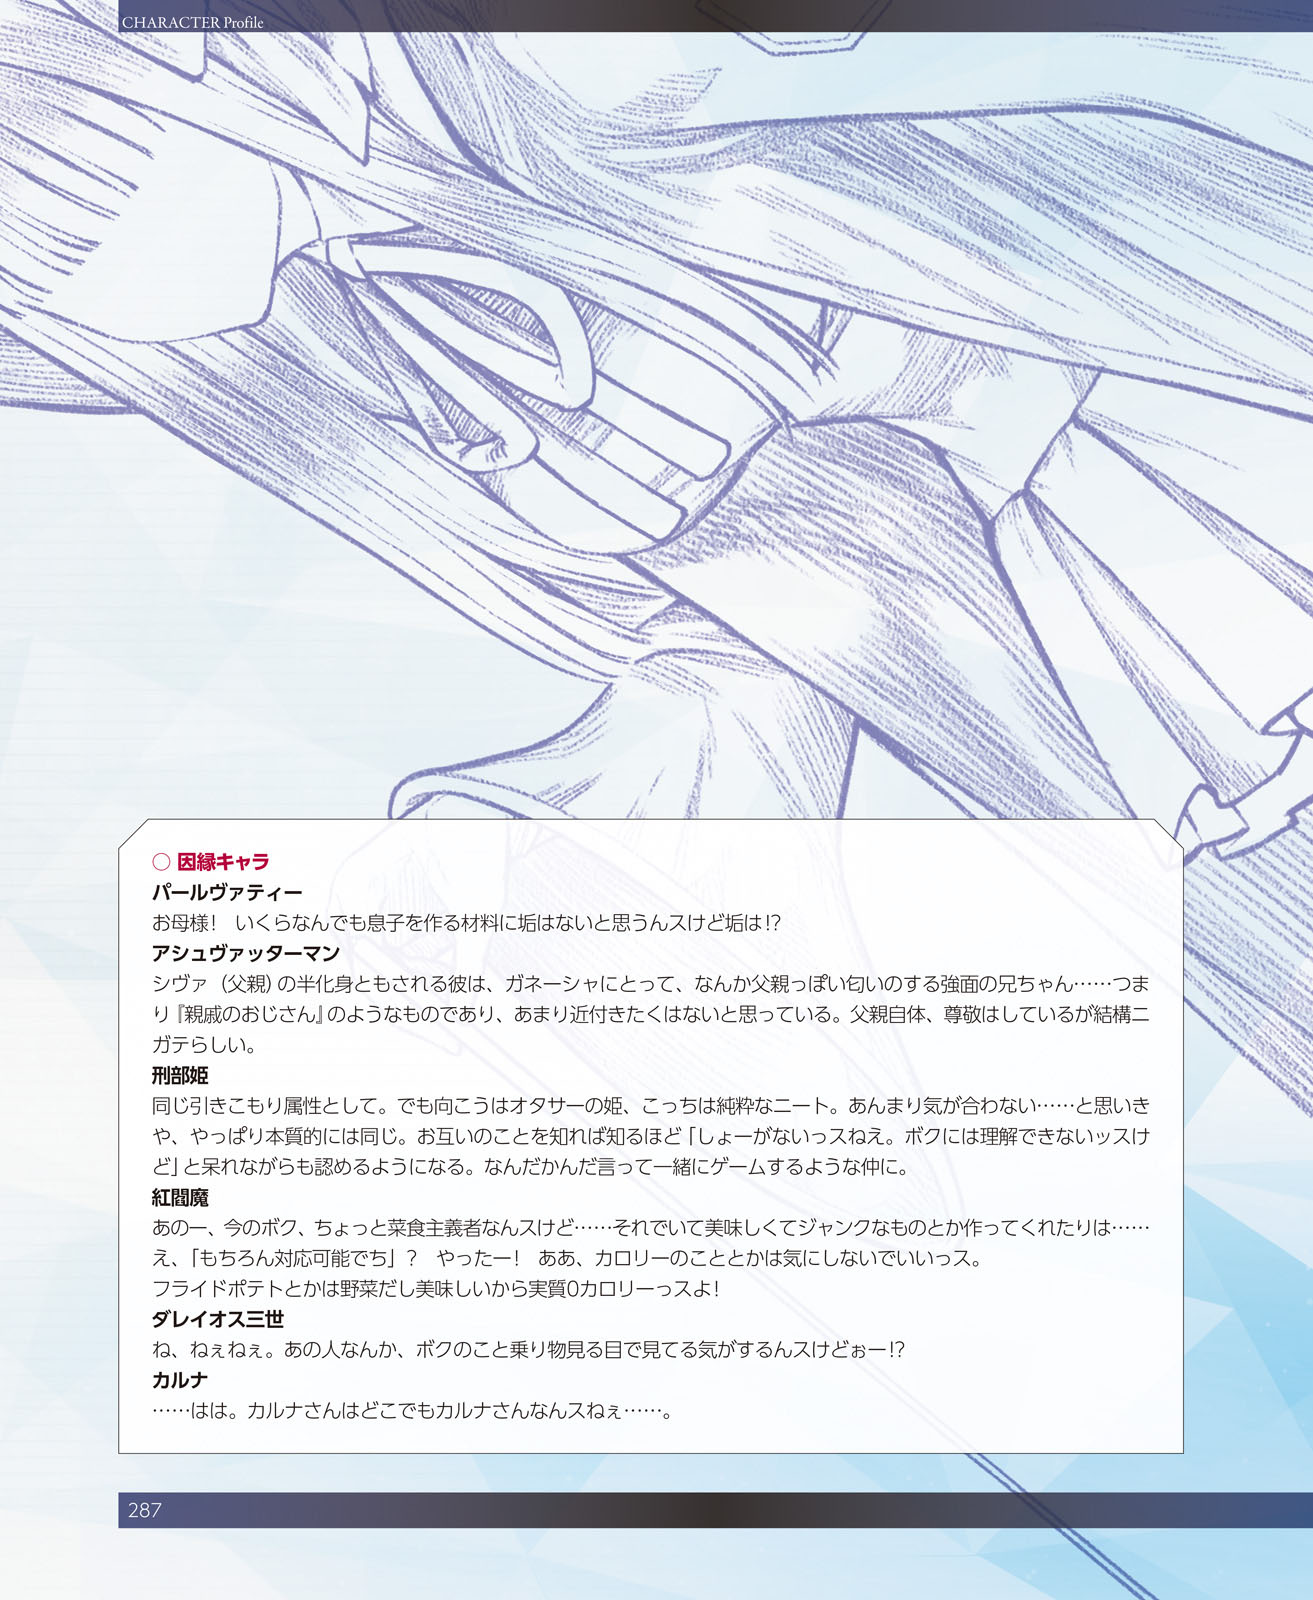 CHARACTER Profile
○ 因縁キャラ
パールヴァティー
お母様！　いくらなんでも息子を作る材料に垢はないと思うんスけど垢は!?
アシュヴァッターマン
シヴァ（父親）の半化身ともされる彼は、ガネーシャにとって、なんか父親っぽい匂いのする強面の兄ちゃん……つま
り『親戚のおじさん』のようなものであり、あまり近付きたくはないと思っている。父親自体、尊敬はしているが結構ニ
ガテらしい。
刑部姫
同じ引きこもり属性として。でも向こうはオタサーの姫、こっちは純粋なニート。あんまり気が合わない……と思いき
や、やっぱり本質的には同じ。お互いのことを知れば知るほど「しょーがないっスねえ。ボクには理解できないッスけ
ど」と呆れながらも認めるようになる。なんだかんだ言って一緒にゲームするような仲に。
紅閻魔
あのー、今のボク、ちょっと菜食主義者なんスけど……それでいて美味しくてジャンクなものとか作ってくれたりは……
え、「もちろん対応可能でち」？　やったー！　ああ、カロリーのこととかは気にしないでいいっス。
フライドポテトとかは野菜だし美味しいから実質0カロリーっスよ！
ダレイオス三世
ね、ねぇねぇ。あの人なんか、ボクのこと乗り物見る目で見てる気がするんスけどぉー!?
カルナ
……はは。カルナさんはどこでもカルナさんなんスねぇ……。
287